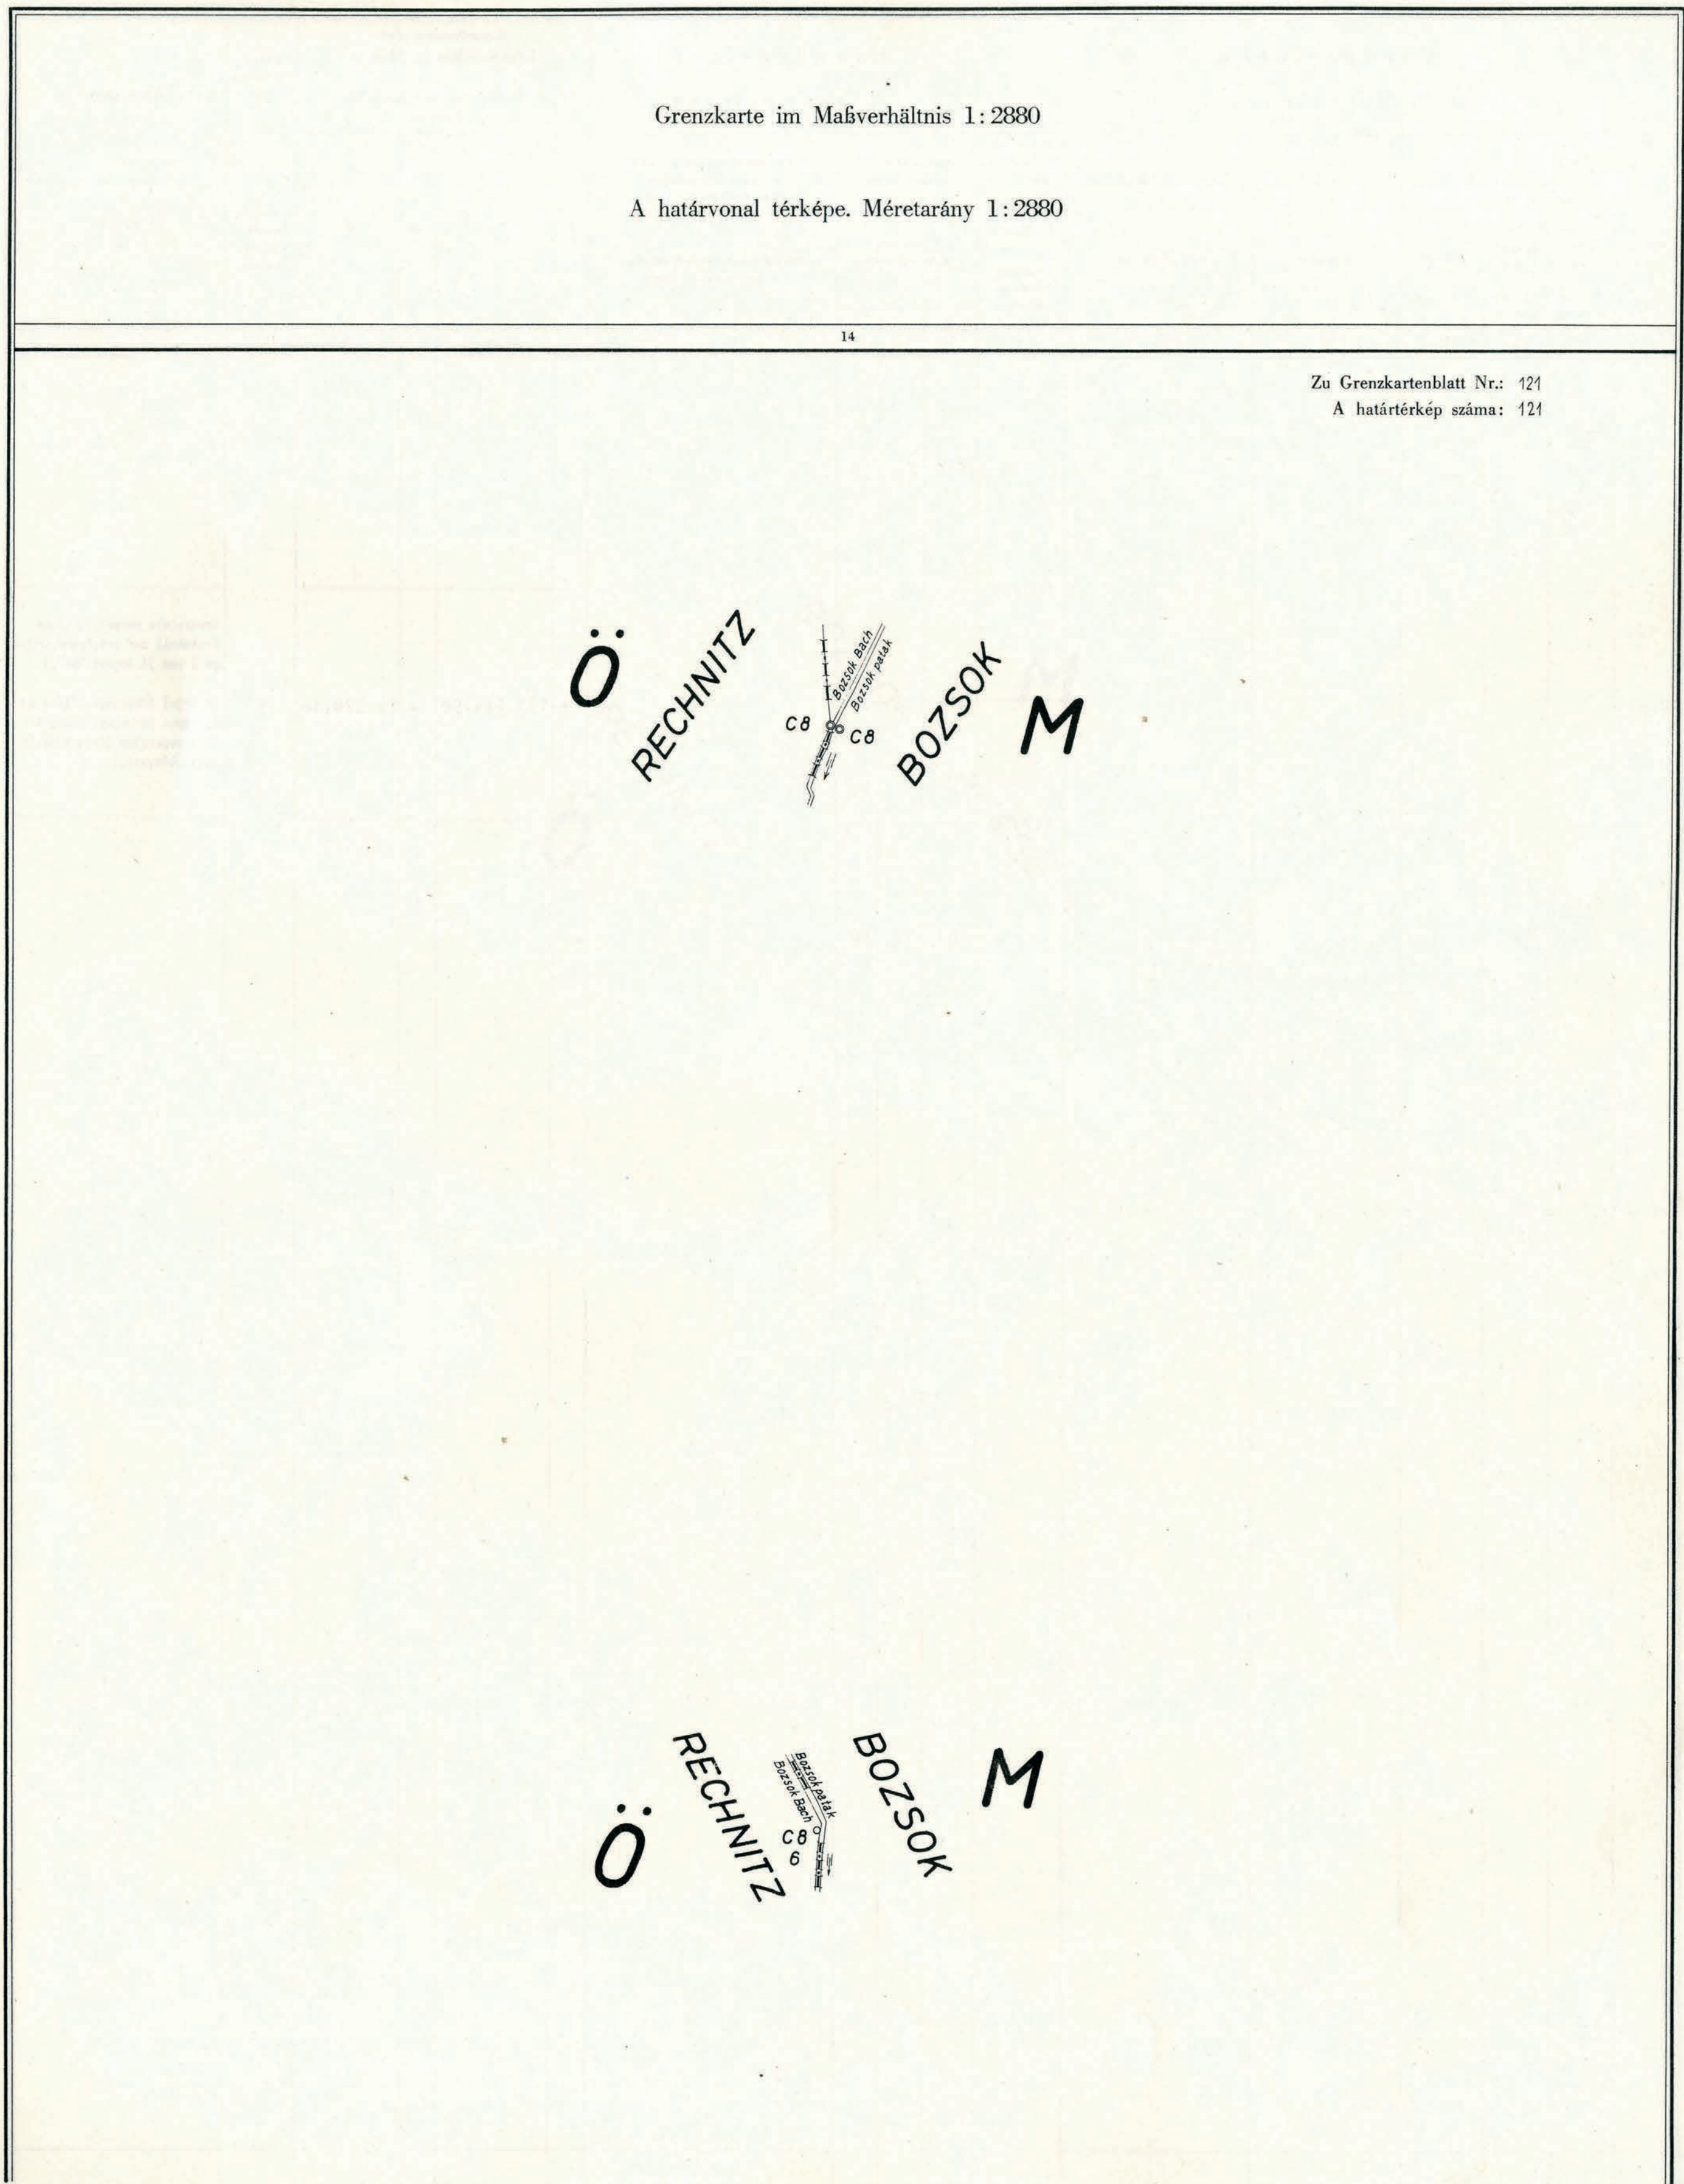 Grenzkarte im Maßverhältnis 1:2880
A határvonal térképe. Méretarány 1:2880
14
Zu Grenzkartenblatt Nr.: 121
A határtérkép száma: 121
Ö
RECHNITZ
Bozsok Bach
Bozsok patak
C8
C8
BOZSOK
M
Ö
RECHNITZ
Bozsok patak
Bozsok Bach
C8
6
BOZSOK
M